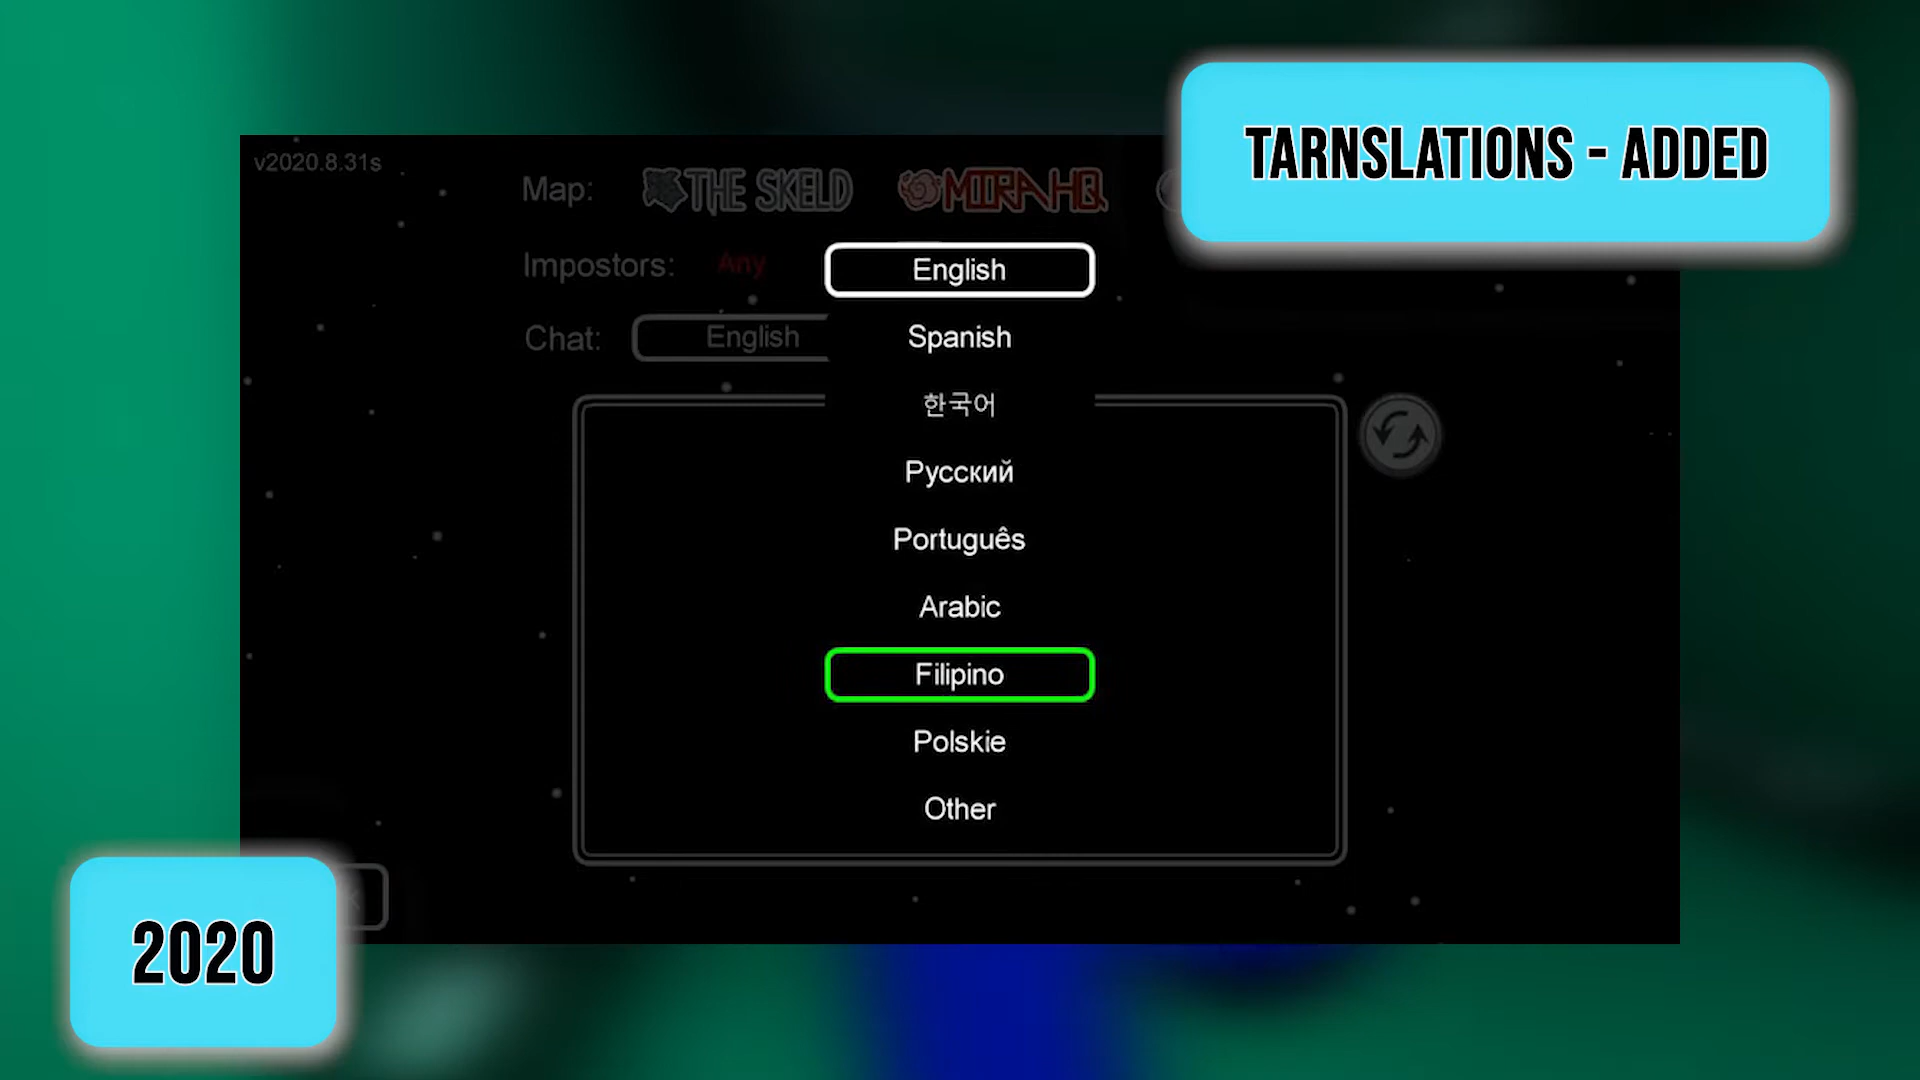 TARNSLATIONS - ADDED
v2020.8.31s
Map: THE SKELD MIRA HQ
Impostors: Any
Chat: English
English
Spanish
한국어
Русский
Português
Arabic
Filipino
Polskie
Other
2020